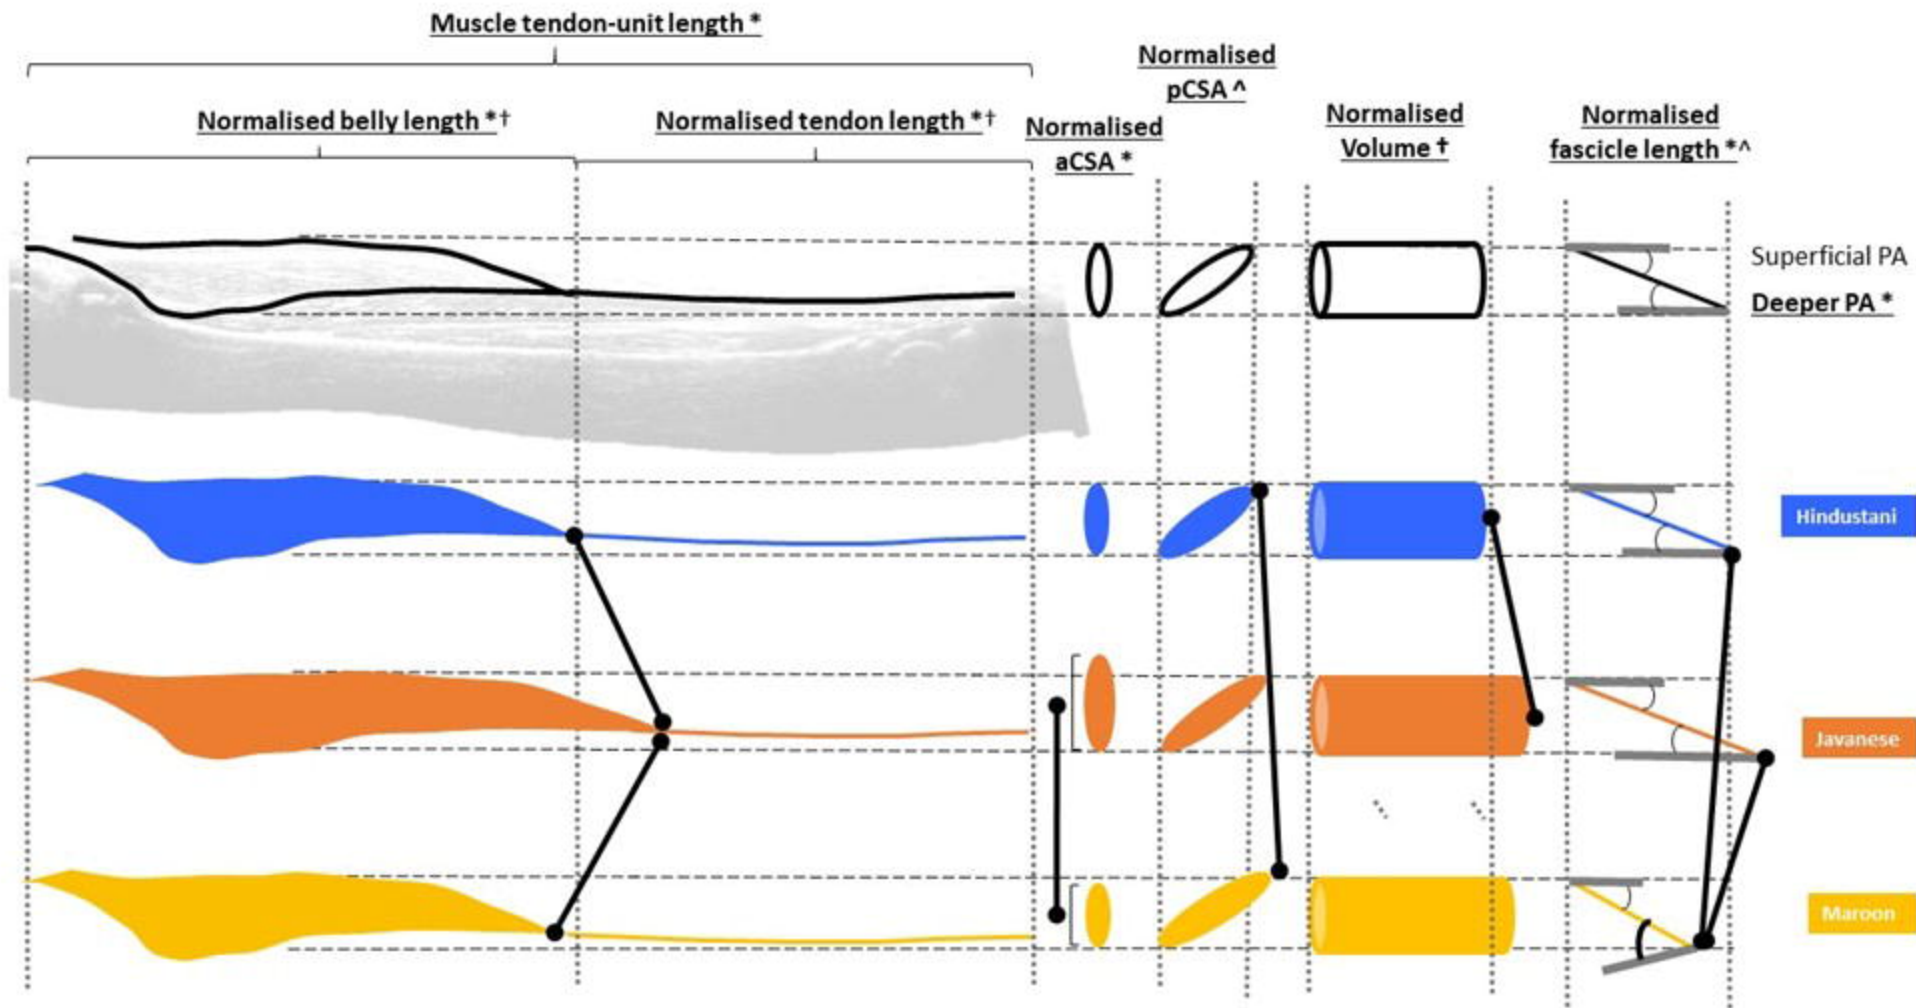 Muscle tendon-unit length *
Normalised
pCSA ^
Normalised belly length *†
Normalised tendon length *†
Normalised
aCSA *
Normalised
Volume †
Normalised
fascicle length *^
Superficial PA
Deeper PA *
Hindustani
Javanese
Maroon